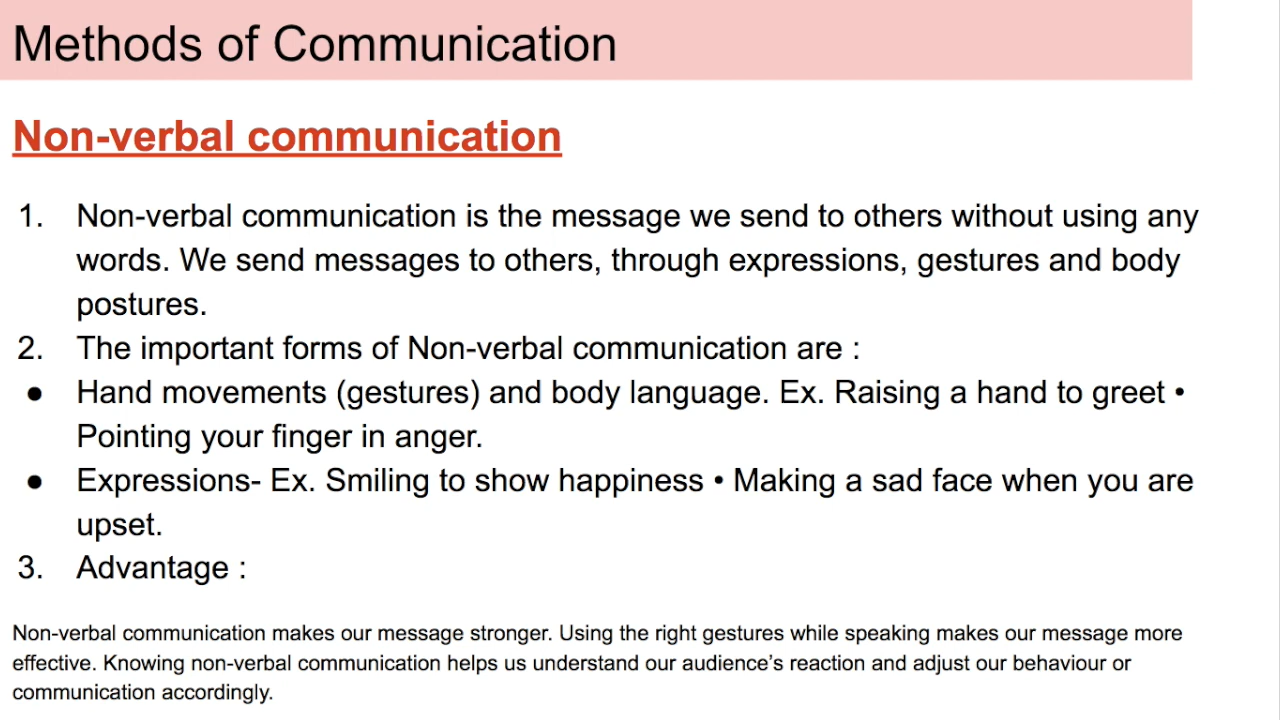 Methods of Communication
Non-verbal communication
1. Non-verbal communication is the message we send to others without using any
words. We send messages to others, through expressions, gestures and body
postures.
2. The important forms of Non-verbal communication are :
● Hand movements (gestures) and body language. Ex. Raising a hand to greet •
Pointing your finger in anger.
● Expressions- Ex. Smiling to show happiness • Making a sad face when you are
upset.
3. Advantage :
Non-verbal communication makes our message stronger. Using the right gestures while speaking makes our message more
effective. Knowing non-verbal communication helps us understand our audience’s reaction and adjust our behaviour or
communication accordingly.